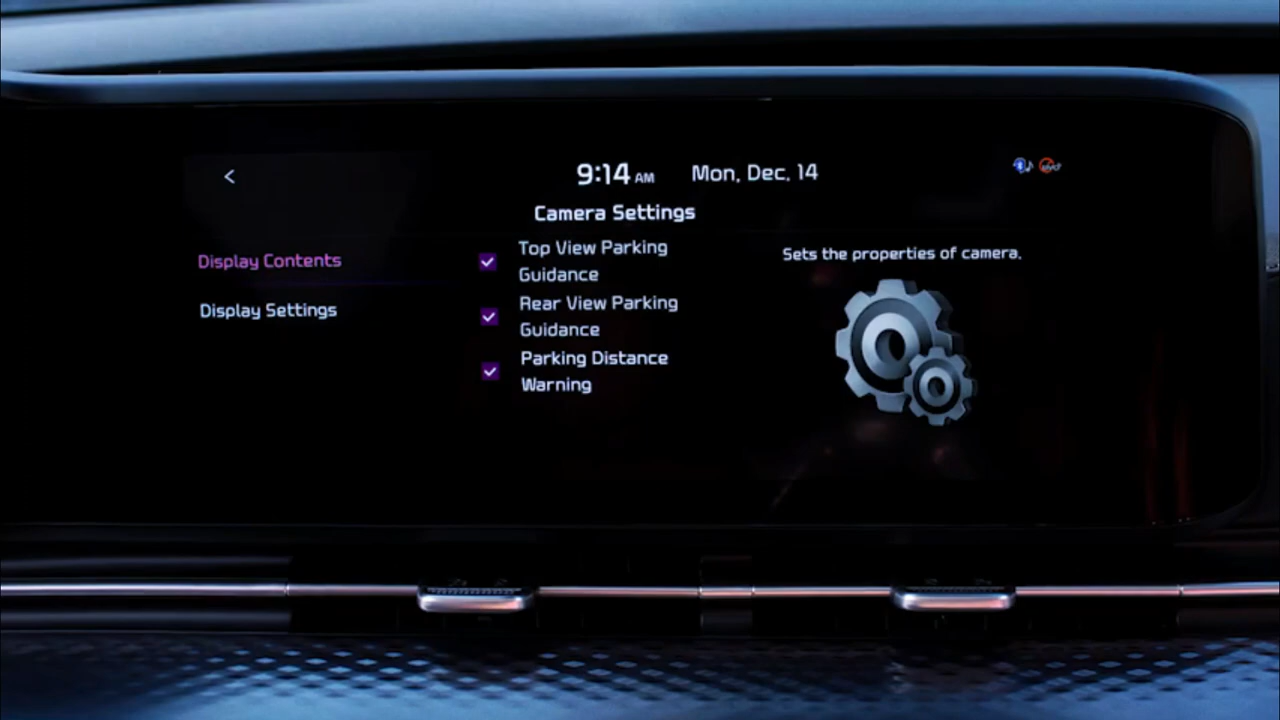 9:14 AM Mon, Dec. 14
Camera Settings
Display Contents
Display Settings
Top View Parking
Guidance
Rear View Parking
Guidance
Parking Distance
Warning
Sets the properties of camera.